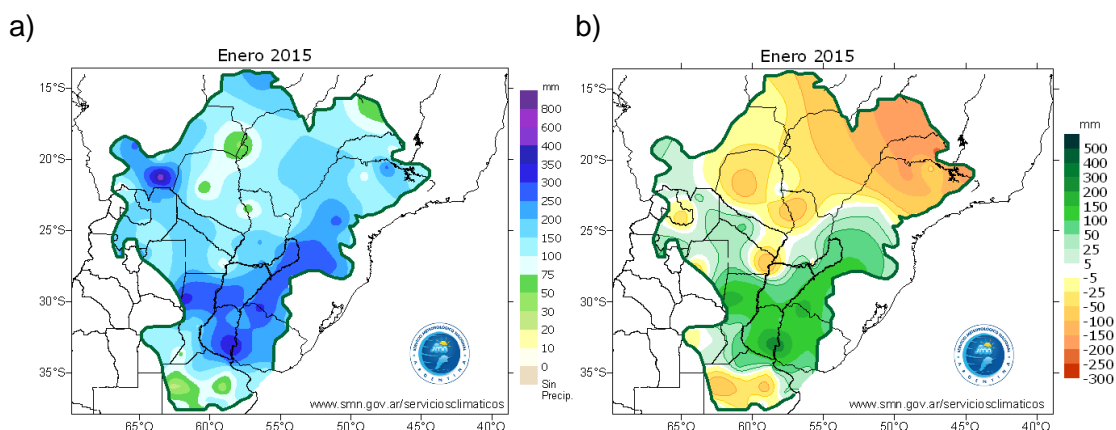 a)
Enero 2015
15°S
20°S
25°S
30°S
35°S
65°O
60°O
55°O
50°O
45°O
40°O
mm
800
600
400
350
300
250
200
150
100
75
50
30
20
10
0
Sin
Precip.
www.smn.gov.ar/serviciosclimaticos
b)
Enero 2015
15°S
20°S
25°S
30°S
35°S
65°O
60°O
55°O
50°O
45°O
40°O
mm
500
400
300
200
150
100
50
25
5
-5
-25
-50
-100
-150
-200
-250
-300
www.smn.gov.ar/serviciosclimaticos